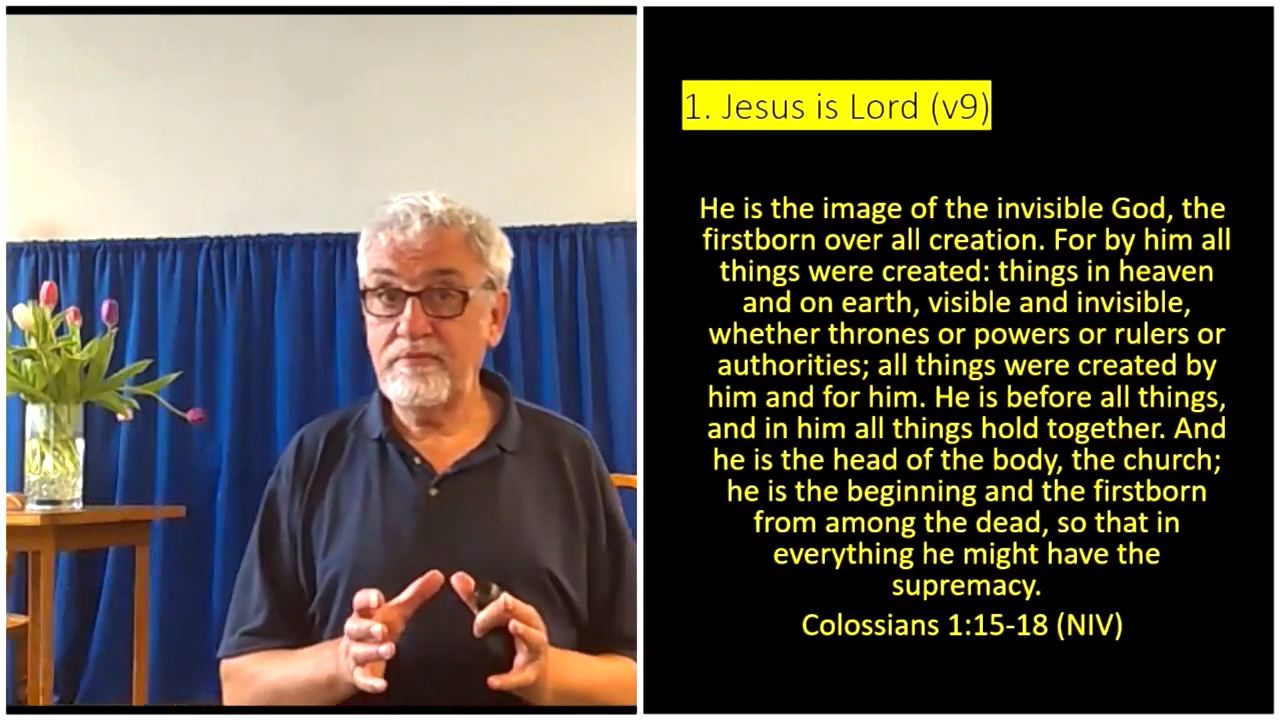 1. Jesus is Lord (v9)
He is the image of the invisible God, the
firstborn over all creation. For by him all
things were created: things in heaven
and on earth, visible and invisible,
whether thrones or powers or rulers or
authorities; all things were created by
him and for him. He is before all things,
and in him all things hold together. And
he is the head of the body, the church;
he is the beginning and the firstborn
from among the dead, so that in
everything he might have the
supremacy.
Colossians 1:15-18 (NIV)